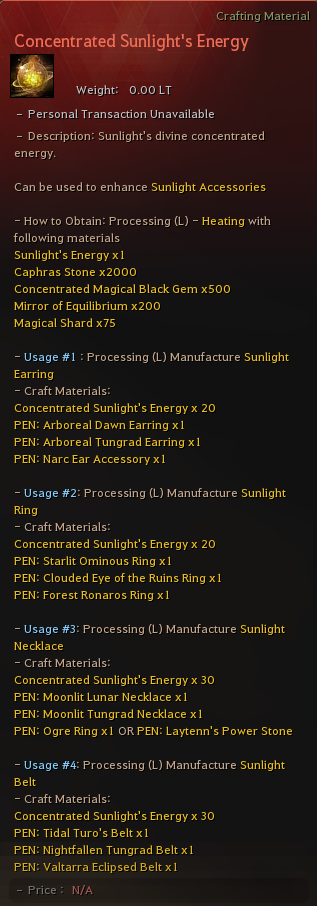 Crafting Material
Concentrated Sunlight's Energy
Weight: 0.00 LT
- Personal Transaction Unavailable
- Description: Sunlight's divine concentrated
energy.
Can be used to enhance Sunlight Accessories
- How to Obtain: Processing (L) - Heating with
following materials
Sunlight's Energy x1
Caphras Stone x2000
Concentrated Magical Black Gem x500
Mirror of Equilibrium x200
Magical Shard x75
- Usage #1 : Processing (L) Manufacture Sunlight
Earring
- Craft Materials:
Concentrated Sunlight's Energy x 20
PEN: Arboreal Dawn Earring x1
PEN: Arboreal Tungrad Earring x1
PEN: Narc Ear Accessory x1
- Usage #2: Processing (L) Manufacture Sunlight
Ring
- Craft Materials:
Concentrated Sunlight's Energy x 20
PEN: Starlit Ominous Ring x1
PEN: Clouded Eye of the Ruins Ring x1
PEN: Forest Ronaros Ring x1
- Usage #3: Processing (L) Manufacture Sunlight
Necklace
- Craft Materials:
Concentrated Sunlight's Energy x 30
PEN: Moonlit Lunar Necklace x1
PEN: Moonlit Tungrad Necklace x1
PEN: Ogre Ring x1 OR PEN: Laytenn's Power Stone
- Usage #4: Processing (L) Manufacture Sunlight
Belt
- Craft Materials:
Concentrated Sunlight's Energy x 30
PEN: Tidal Turo's Belt x1
PEN: Nightfallen Tungrad Belt x1
PEN: Valtarra Eclipsed Belt x1
- Price : N/A